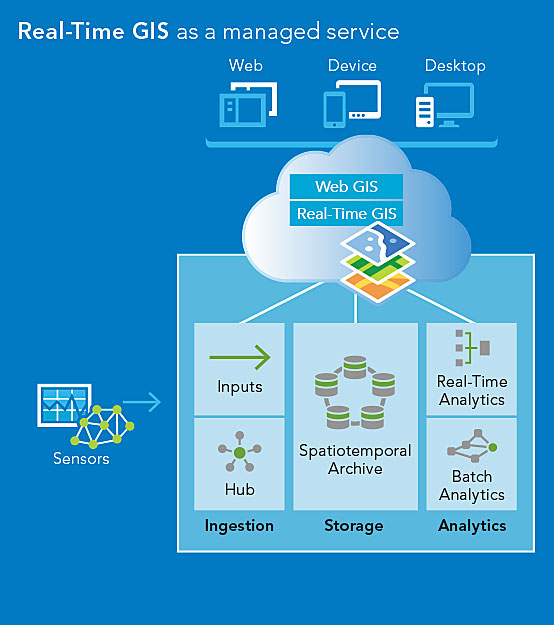 Real-Time GIS as a managed service
Web
Device
Desktop
Web GIS
Real-Time GIS
Inputs
Hub
Ingestion
Spatiotemporal
Archive
Storage
Real-Time
Analytics
Batch
Analytics
Analytics
Sensors